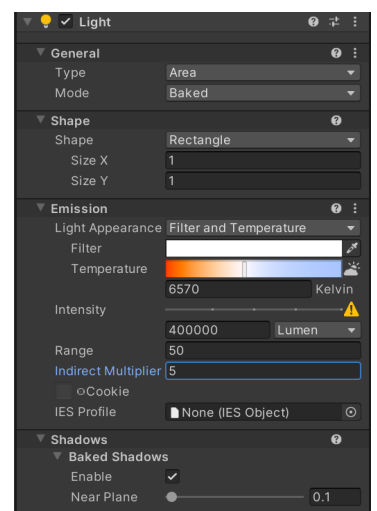 Light
General
Type Area
Mode Baked
Shape
Shape Rectangle
Size X 1
Size Y 1
Emission
Light Appearance Filter and Temperature
Filter
Temperature
6570 Kelvin
Intensity
400000 Lumen
Range 50
Indirect Multiplier 5
Cookie
IES Profile None (IES Object)
Shadows
Baked Shadows
Enable
Near Plane 0.1